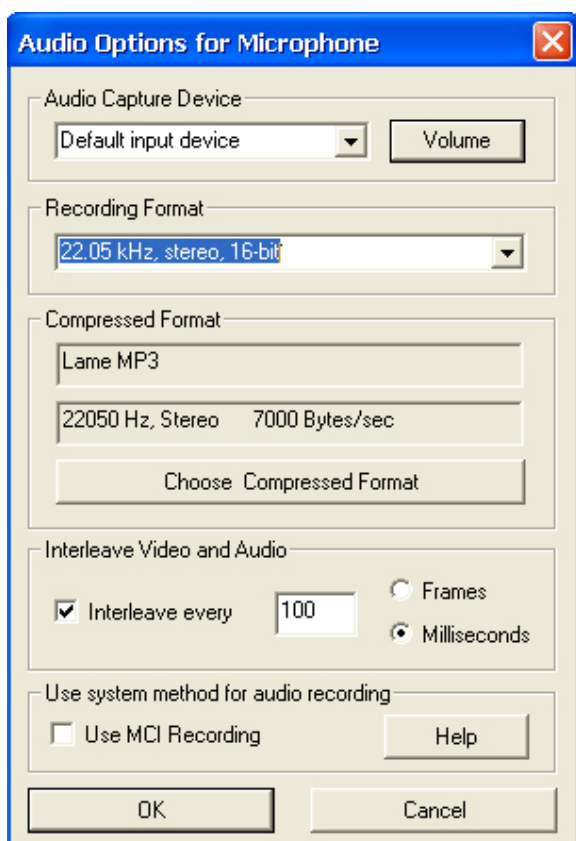 Audio Options for Microphone
Audio Capture Device
Default input device
Volume
Recording Format
22.05 kHz, stereo, 16-bit
Compressed Format
Lame MP3
22050 Hz, Stereo 7000 Bytes/sec
Choose Compressed Format
Interleave Video and Audio
Interleave every 100
Frames
Milliseconds
Use system method for audio recording
Use MCI Recording
Help
OK
Cancel